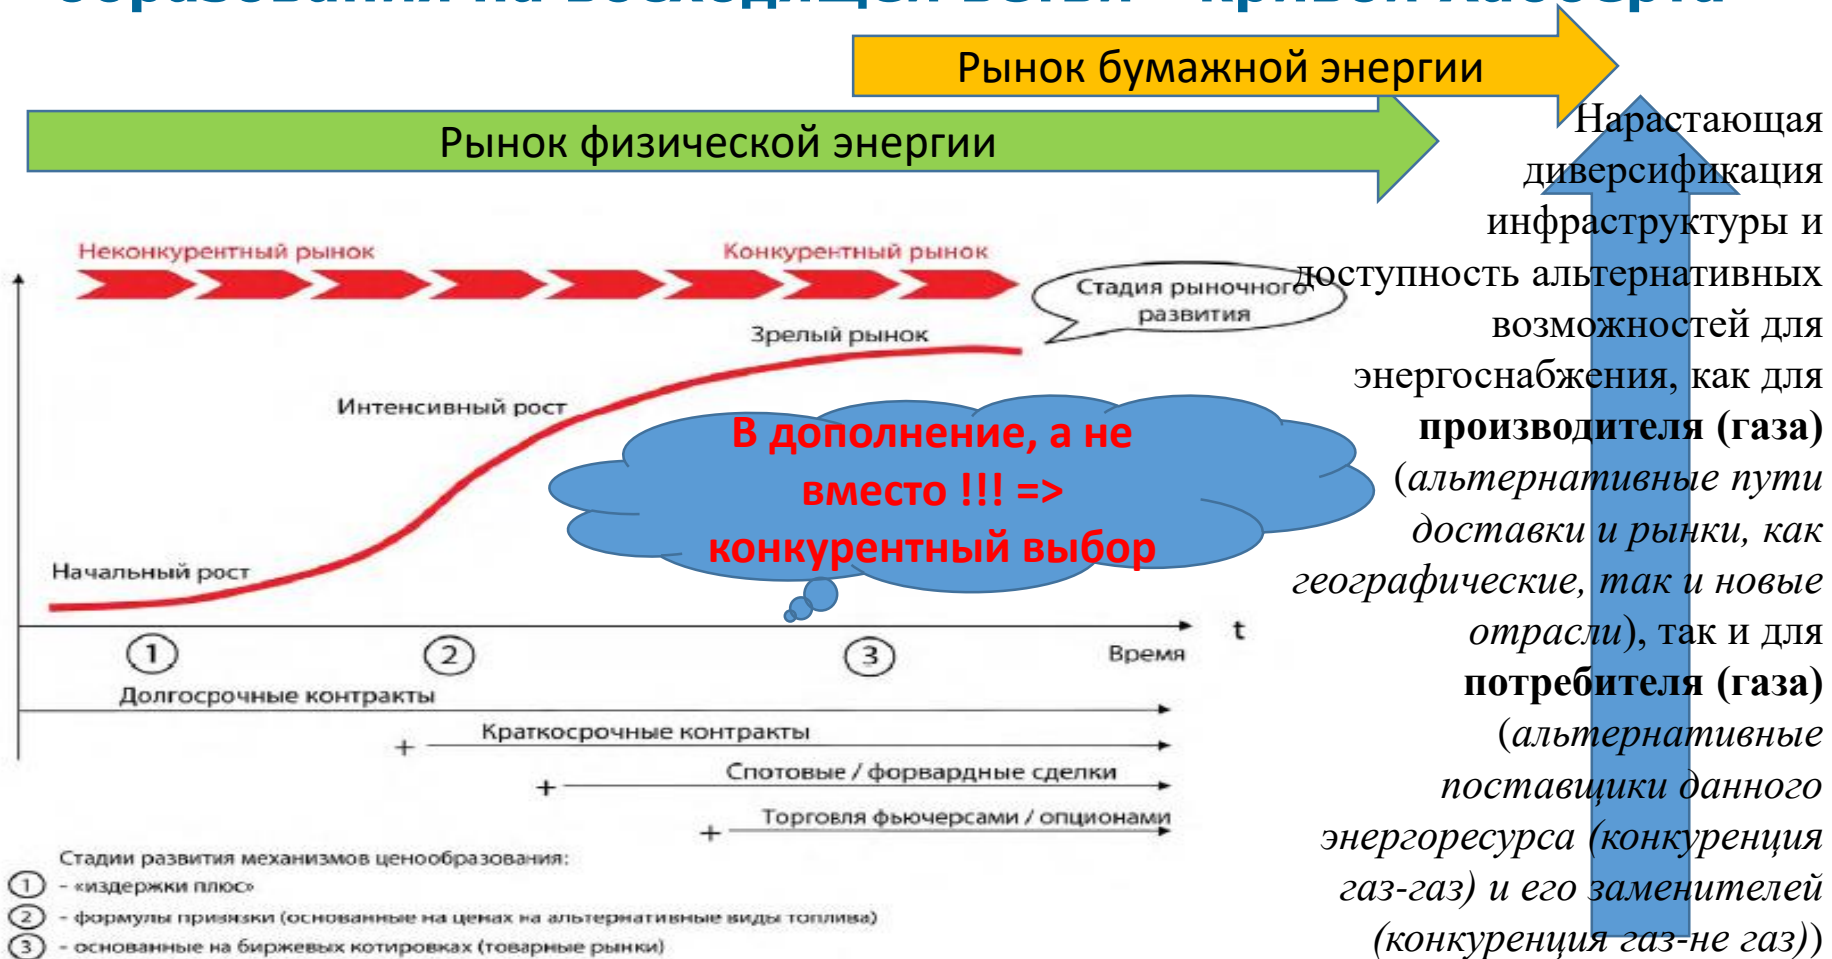 Рынок бумажной энергии
Рынок физической энергии
Неконкурентный рынок
Конкурентный рынок
Стадия рыночного
развития
Зрелый рынок
Интенсивный рост
Начальный рост
В дополнение, а не
вместо !!! =>
конкурентный выбор
t
Время
1
2
3
Долгосрочные контракты
+ Краткосрочные контракты
+ Спотовые / форвардные сделки
+ Торговля фьючерсами / опционами
Стадии развития механизмов ценообразования:
1 - «издержки плюс»
2 - формулы привязки (основанные на ценах на альтернативные виды топлива)
3 - основанные на биржевых котировках (товарные рынки)
Нарастающая
диверсификация
инфраструктуры и
доступность альтернативных
возможностей для
энергоснабжения, как для
производителя (газа)
(альтернативные пути
доставки и рынки, как
географические, так и новые
отрасли), так и для
потребителя (газа)
(альтернативные
поставщики данного
энергоресурса (конкуренция
газ-газ) и его заменителей
(конкуренция газ-не газ))